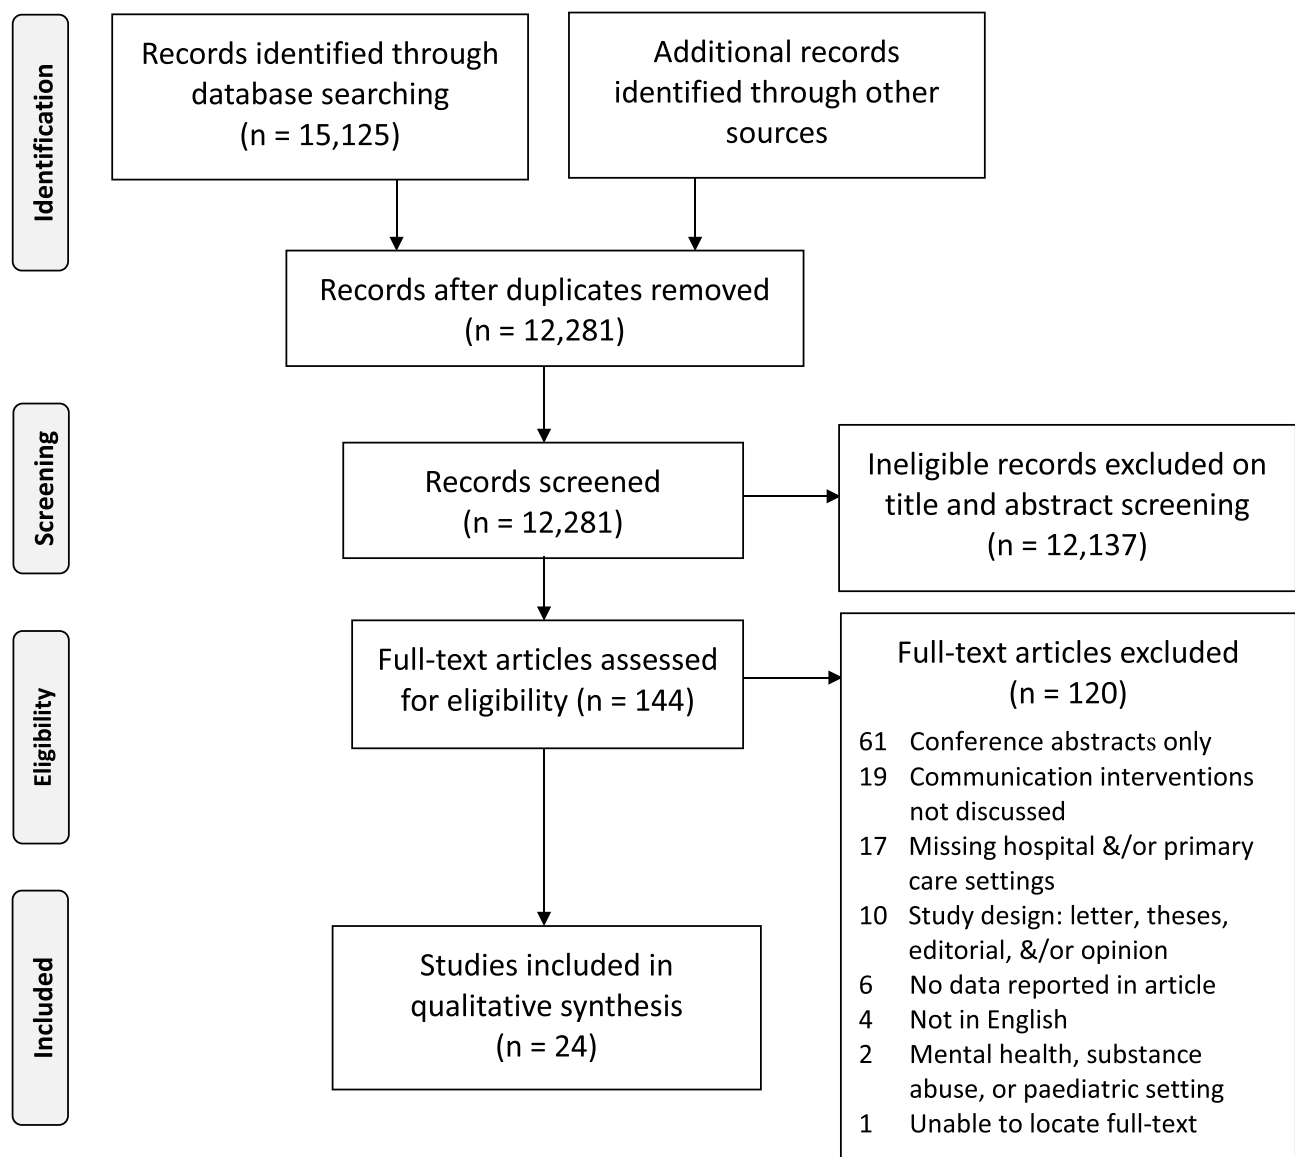 Identification
Records identified through
database searching
(n = 15,125)
Additional records
identified through other
sources
Records after duplicates removed
(n = 12,281)
Screening
Records screened
(n = 12,281)
Ineligible records excluded on
title and abstract screening
(n = 12,137)
Eligibility
Full-text articles assessed
for eligibility (n = 144)
Full-text articles excluded
(n = 120)
61 Conference abstracts only
19 Communication interventions
not discussed
17 Missing hospital &/or primary
care settings
10 Study design: letter, theses,
editorial, &/or opinion
6 No data reported in article
4 Not in English
2 Mental health, substance
abuse, or paediatric setting
1 Unable to locate full-text
Included
Studies included in
qualitative synthesis
(n = 24)